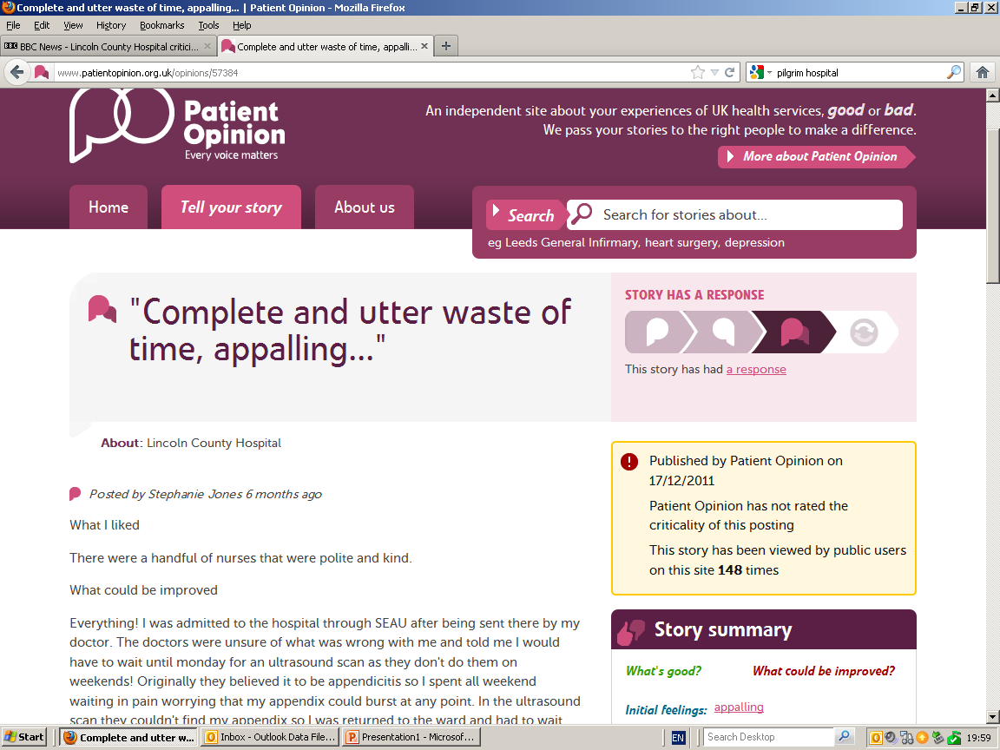 Complete and utter waste of time, appalling... | Patient Opinion - Mozilla Firefox
File Edit View History Bookmarks Tools Help
BBC News - Lincoln County Hospital critici...
Complete and utter waste of time, appalli...
www.patientopinion.org.uk/opinions/57384
pilgrim hospital
Patient
Opinion
Every voice matters
An independent site about your experiences of UK health services, good or bad.
We pass your stories to the right people to make a difference.
More about Patient Opinion
Home
Tell your story
About us
Search
Search for stories about...
eg Leeds General Infirmary, heart surgery, depression
"Complete and utter waste of
time, appalling..."
STORY HAS A RESPONSE
This story has had a response
About: Lincoln County Hospital
Posted by Stephanie Jones 6 months ago
What I liked
There were a handful of nurses that were polite and kind.
What could be improved
Everything! I was admitted to the hospital through SEAU after being sent there by my
doctor. The doctors were unsure of what was wrong with me and told me I would
have to wait until monday for an ultrasound scan as they don't do them on
weekends! Originally they believed it to be appendicitis so I spent all weekend
waiting in pain worrying that my appendix could burst at any point. In the ultrasound
scan they couldn't find my appendix so I was returned to the ward and had to wait
Published by Patient Opinion on
17/12/2011
Patient Opinion has not rated the
criticality of this posting
This story has been viewed by public users
on this site 148 times
Story summary
What's good?
What could be improved?
Initial feelings: appalling
Start
Complete and utter w...
Inbox - Outlook Data File...
Presentation1 - Microsof...
EN
Search Desktop
19:59